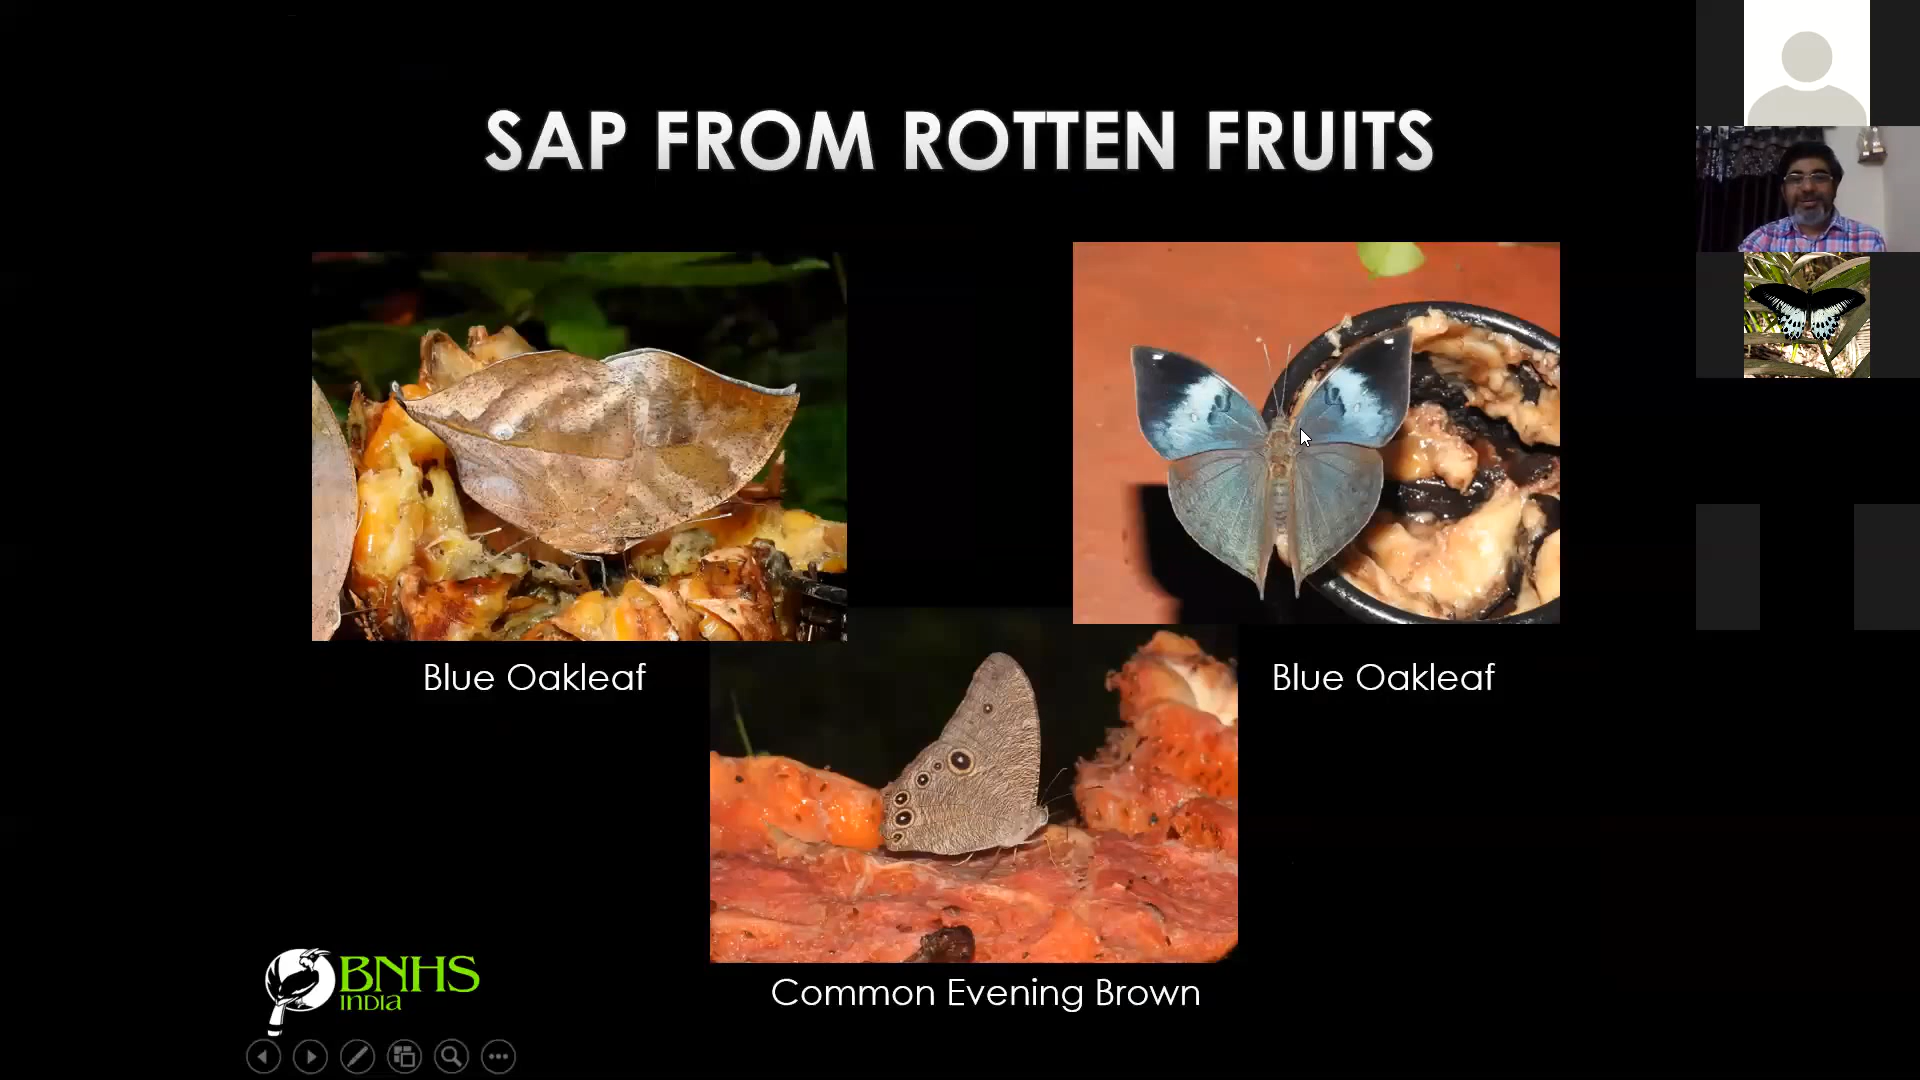 SAP FROM ROTTEN FRUITS
Blue Oakleaf
Blue Oakleaf
Common Evening Brown
BNHS
INDIA